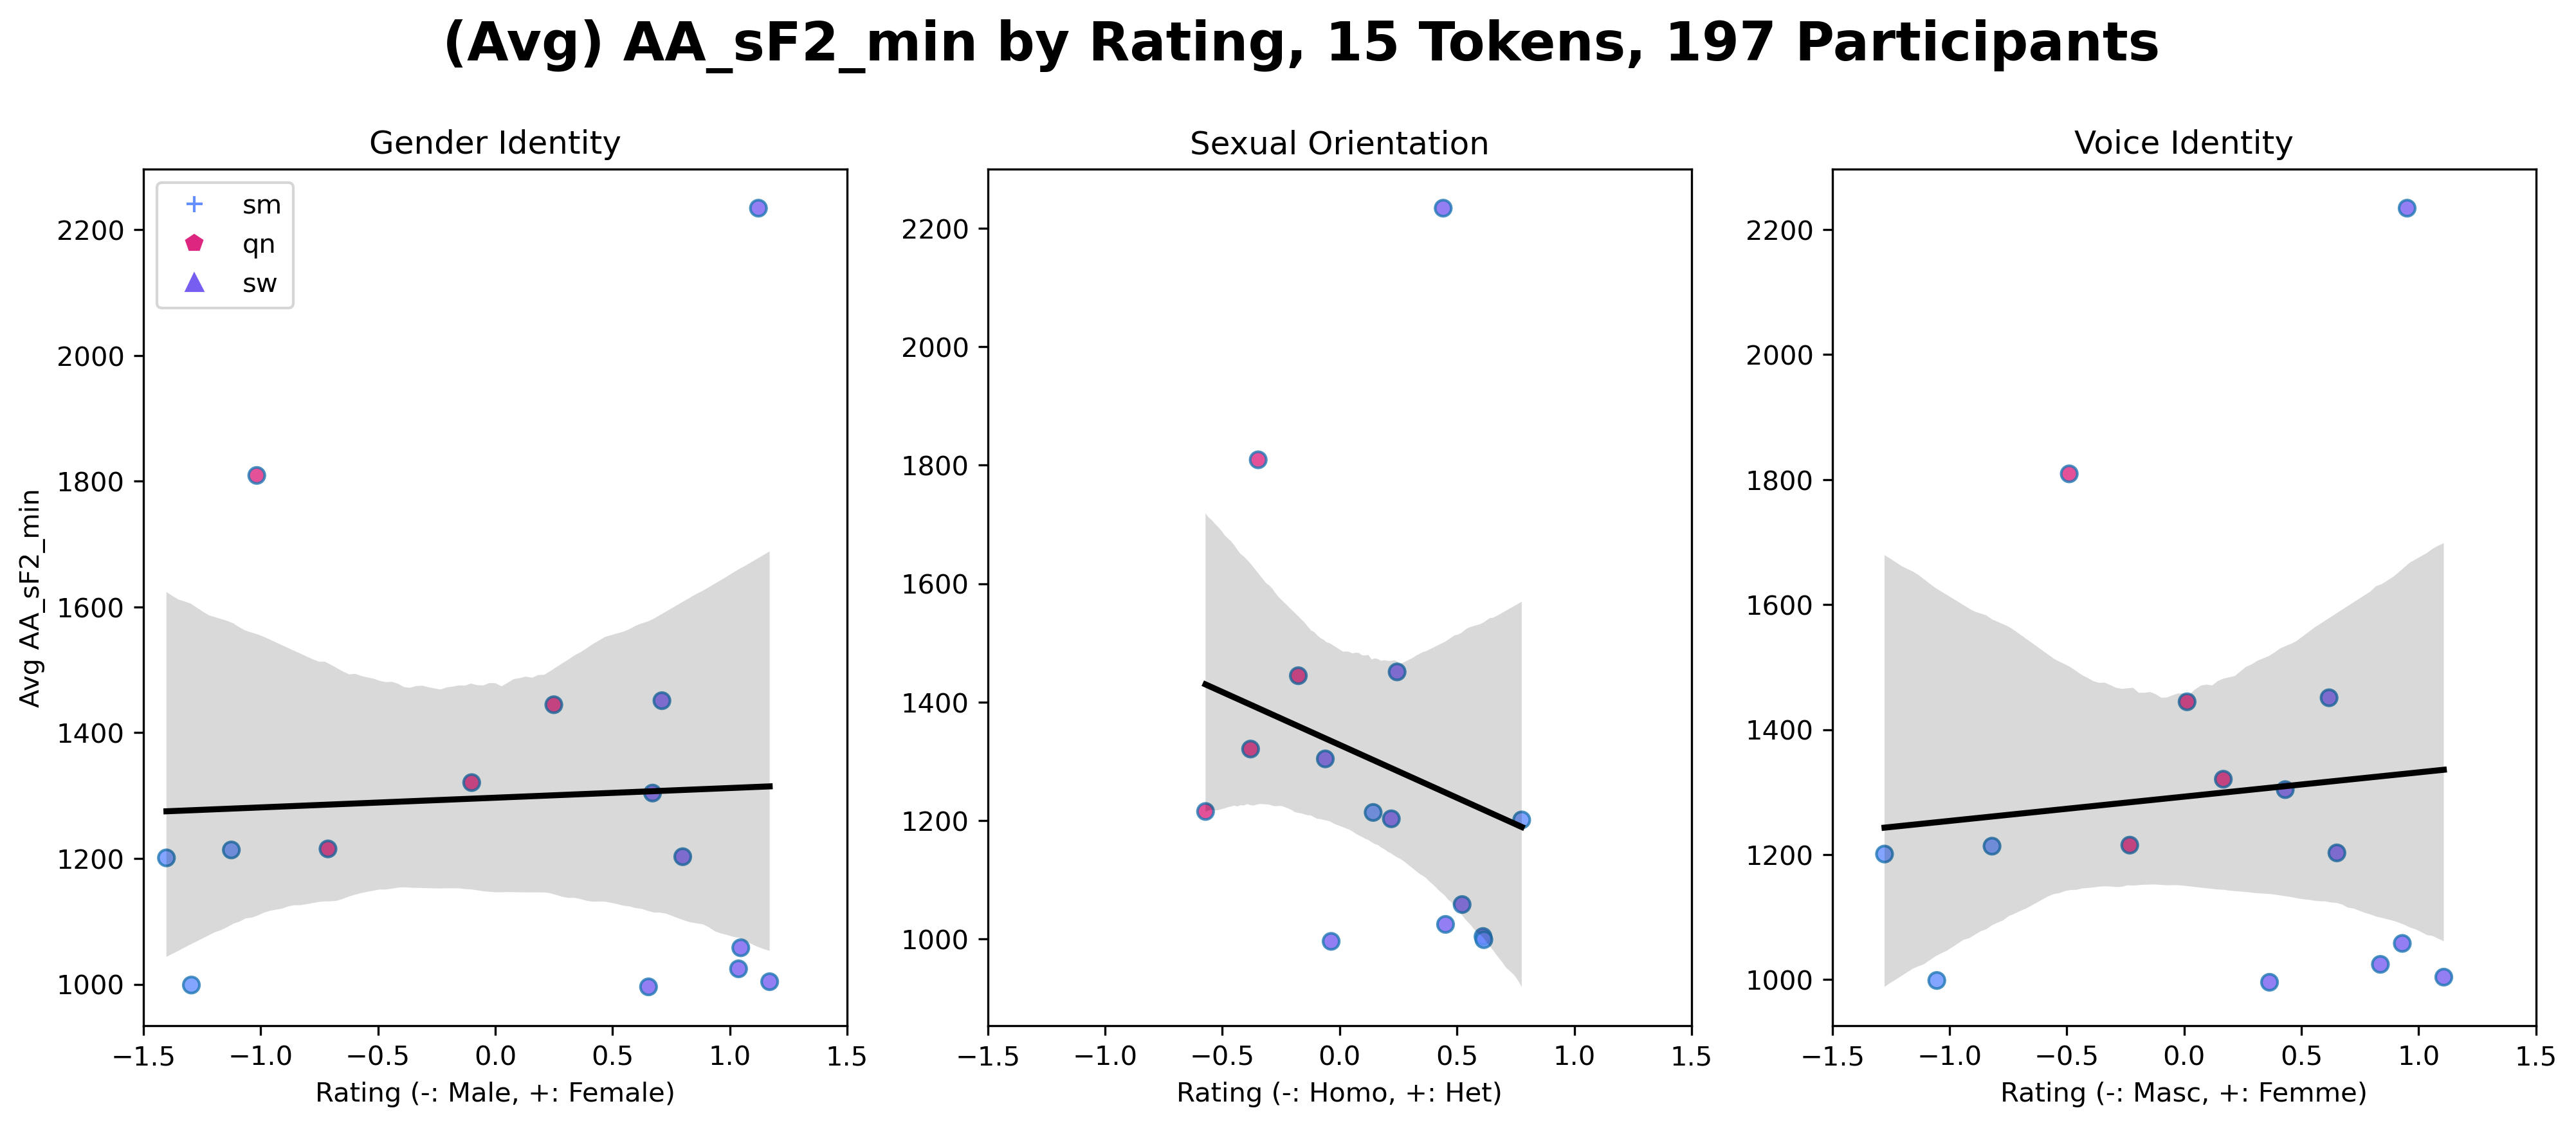 (Avg) AA_sF2_min by Rating, 15 Tokens, 197 Participants
Gender Identity
sm
qn
sw
2200
2000
1800
1600
1400
1200
1000
Avg AA_sF2_min
−1.5 −1.0 −0.5 0.0 0.5 1.0 1.5
Rating (-: Male, +: Female)
Sexual Orientation
2200
2000
1800
1600
1400
1200
1000
−1.5 −1.0 −0.5 0.0 0.5 1.0 1.5
Rating (-: Homo, +: Het)
Voice Identity
2200
2000
1800
1600
1400
1200
1000
−1.5 −1.0 −0.5 0.0 0.5 1.0 1.5
Rating (-: Masc, +: Femme)